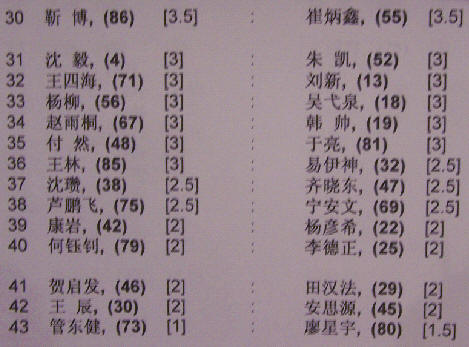 30 靳 博, (86) [3.5] : 崔炳鑫, (55) [3.5]
31 沈 毅, (4) [3] : 朱 凯, (52) [3]
32 王四海, (71) [3] : 刘新, (13) [3]
33 杨柳, (56) [3] : 吴弋泉, (18) [3]
34 赵雨桐, (67) [3] : 韩 帅, (19) [3]
35 付 然, (48) [3] : 于亮, (81) [3]
36 王林, (85) [3] : 易伊神, (32) [2.5]
37 沈瓒, (38) [2.5] : 齐晓东, (47) [2.5]
38 芦鹏飞, (75) [2.5] : 宁安文, (69) [2.5]
39 康岩, (42) [2] : 杨彦希, (22) [2]
40 何钰钊, (79) [2] : 李德正, (25) [2]
41 贺启发, (46) [2] : 田汉法, (29) [2]
42 王 辰, (30) [2] : 安思源, (45) [2]
43 管东健, (73) [1] : 廖星宇, (80) [1.5]